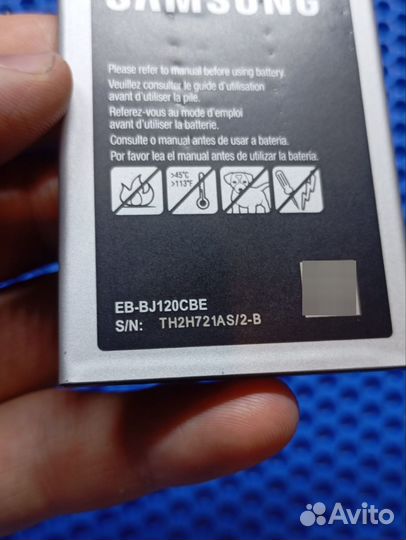 SAMSUNG
Please refer to manual before using battery.
Veuillez consulter le guide d'utilisation
avant d'utiliser la pile.
Referez-vous au mode d'emploi
avant d'utiliser la batterie.
Consulte o manual antes de usar a bateria.
Por favor lea el manual antes de utilizar la batería.
>45°C
>113°F
EB-BJ120CBE
S/N: TH2H721AS/2-B
Avito